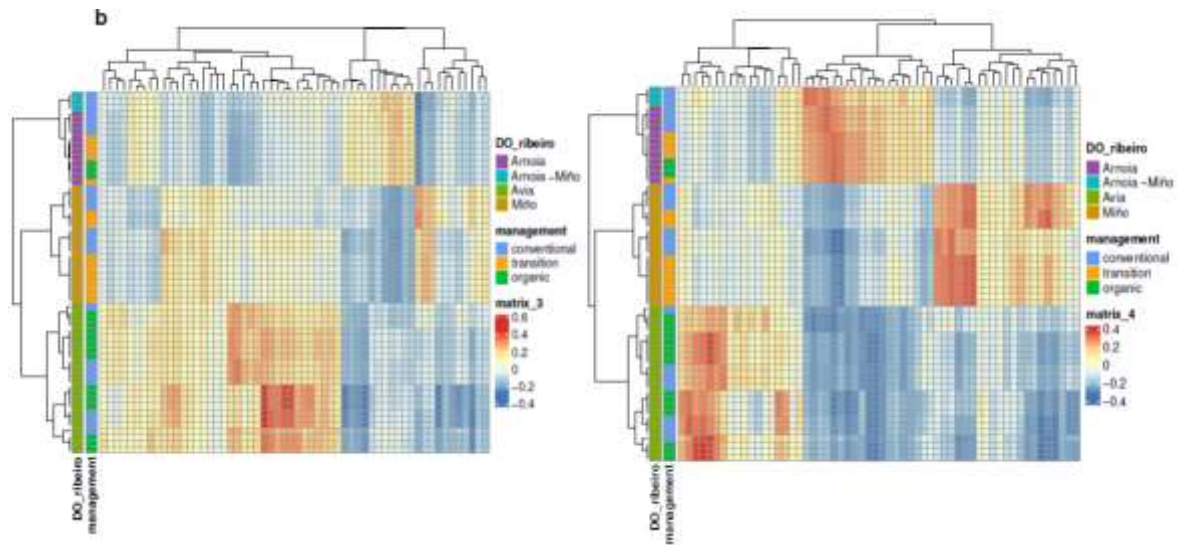 b
DO_ribeiro
Arnoia
Arnoia -Miño
Avia
Miño
management
conventional
transition
organic
matrix_3
0.6
0.4
0.2
0
−0.2
−0.4
DO_ribeiro
management
DO_ribeiro
Arnoia
Arnoia -Miño
Avia
Miño
management
conventional
transition
organic
matrix_4
0.4
0.2
0
−0.2
−0.4
DO_ribeiro
management